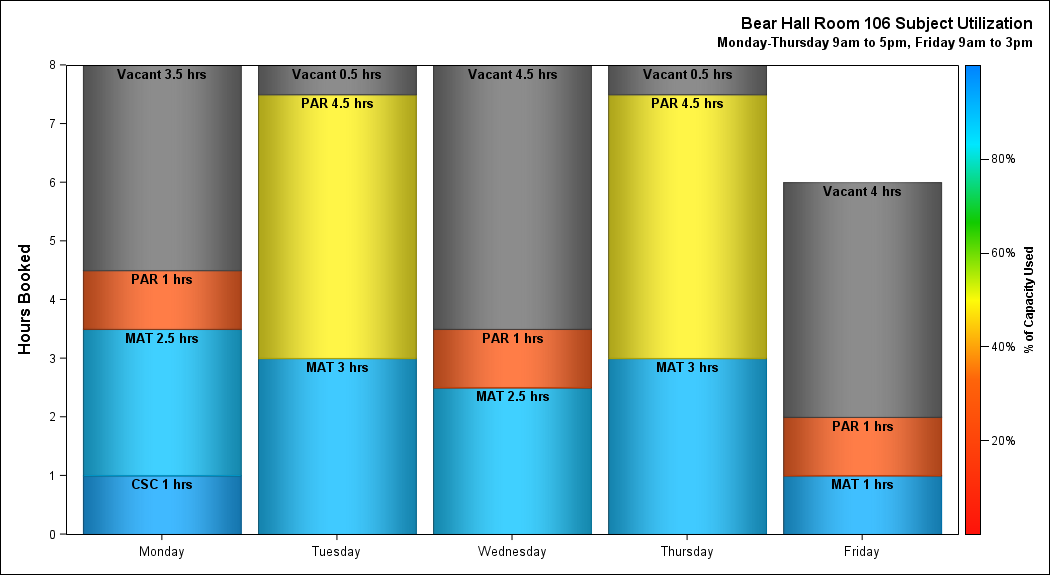 Bear Hall Room 106 Subject Utilization
Monday-Thursday 9am to 5pm, Friday 9am to 3pm
Hours Booked
8
7
6
5
4
3
2
1
0
Vacant 3.5 hrs
PAR 1 hrs
MAT 2.5 hrs
CSC 1 hrs
Vacant 0.5 hrs
PAR 4.5 hrs
MAT 3 hrs
Vacant 4.5 hrs
PAR 1 hrs
MAT 2.5 hrs
Vacant 0.5 hrs
PAR 4.5 hrs
MAT 3 hrs
Vacant 4 hrs
PAR 1 hrs
MAT 1 hrs
Monday
Tuesday
Wednesday
Thursday
Friday
80%
60%
40%
20%
% of Capacity Used